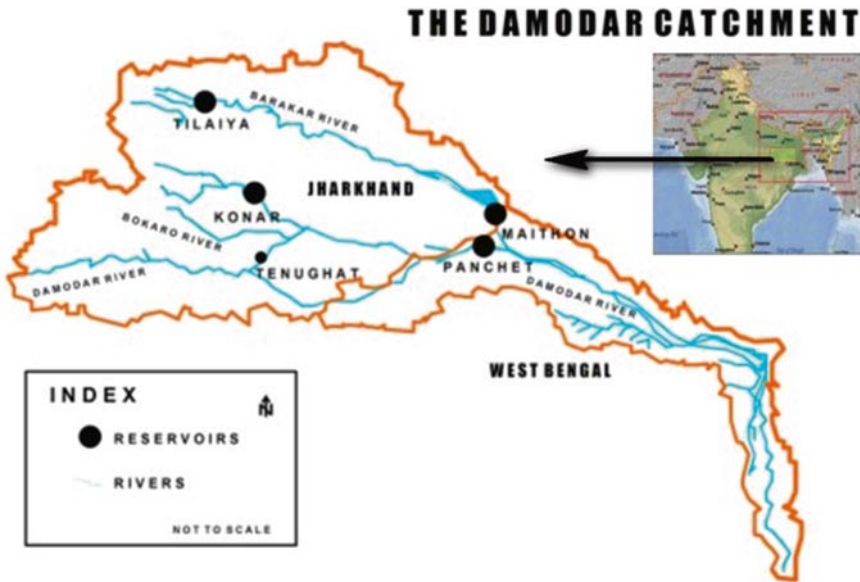 THE DAMODAR CATCHMENT
BARAKAR RIVER
TILAIYA
JHARKHAND
KONAR
MAITHON
BOKARO RIVER
TENUGHAT
PANCHET
DAMODAR RIVER
DAMODAR RIVER
WEST BENGAL
INDEX
N
RESERVOIRS
RIVERS
NOT TO SCALE